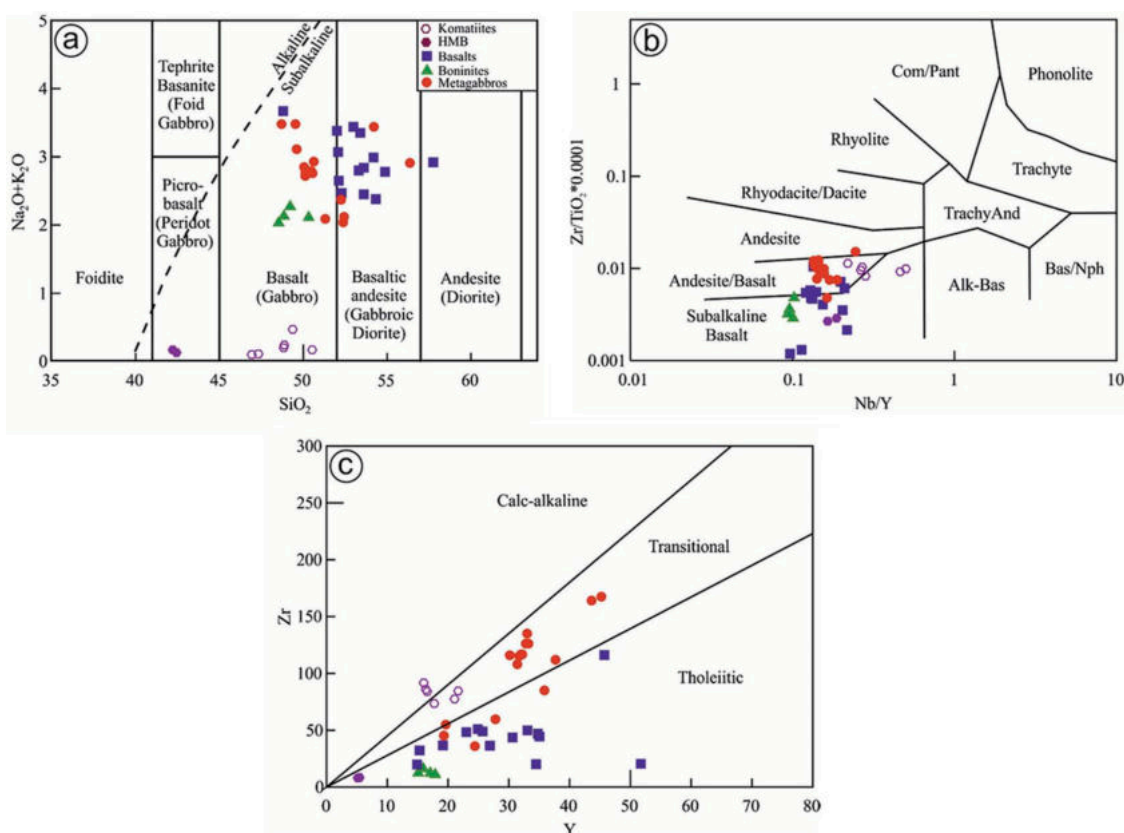 a
5
4
3
2
1
0
Na₂O+K₂O
35
40
45
50
55
60
SiO₂
Tephrite
Basanite
(Foid
Gabbro)
Alkaline
Subalkaline
Komatiites
HMB
Basalts
Boninites
Metagabbros
Picro-
basalt
(Peridot
Gabbro)
Foidite
Basalt
(Gabbro)
Basaltic
andesite
(Gabbroic
Diorite)
Andesite
(Diorite)
b
1
0.1
0.01
0.001
Zr/TiO₂*0.0001
0.01
0.1
1
10
Nb/Y
Com/Pant
Phonolite
Rhyolite
Trachyte
Rhyodacite/Dacite
TrachyAnd
Andesite
Andesite/Basalt
Bas/Nph
Alk-Bas
Subalkaline
Basalt
c
300
250
200
150
100
50
0
Zr
0
10
20
30
40
50
60
70
80
Y
Calc-alkaline
Transitional
Tholeiitic